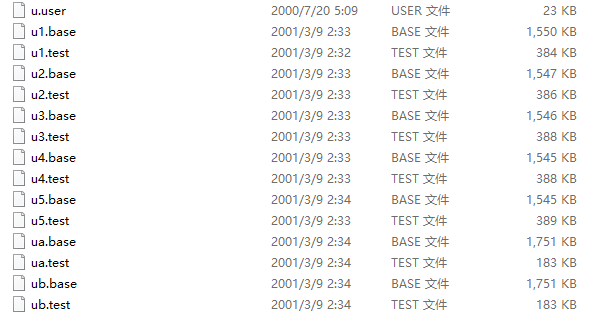 u.user 2000/7/20 5:09 USER 文件 23 KB
u1.base 2001/3/9 2:33 BASE 文件 1,550 KB
u1.test 2001/3/9 2:32 TEST 文件 384 KB
u2.base 2001/3/9 2:33 BASE 文件 1,547 KB
u2.test 2001/3/9 2:33 TEST 文件 386 KB
u3.base 2001/3/9 2:33 BASE 文件 1,546 KB
u3.test 2001/3/9 2:33 TEST 文件 388 KB
u4.base 2001/3/9 2:33 BASE 文件 1,545 KB
u4.test 2001/3/9 2:33 TEST 文件 388 KB
u5.base 2001/3/9 2:34 BASE 文件 1,545 KB
u5.test 2001/3/9 2:33 TEST 文件 389 KB
ua.base 2001/3/9 2:34 BASE 文件 1,751 KB
ua.test 2001/3/9 2:34 TEST 文件 183 KB
ub.base 2001/3/9 2:34 BASE 文件 1,751 KB
ub.test 2001/3/9 2:34 TEST 文件 183 KB